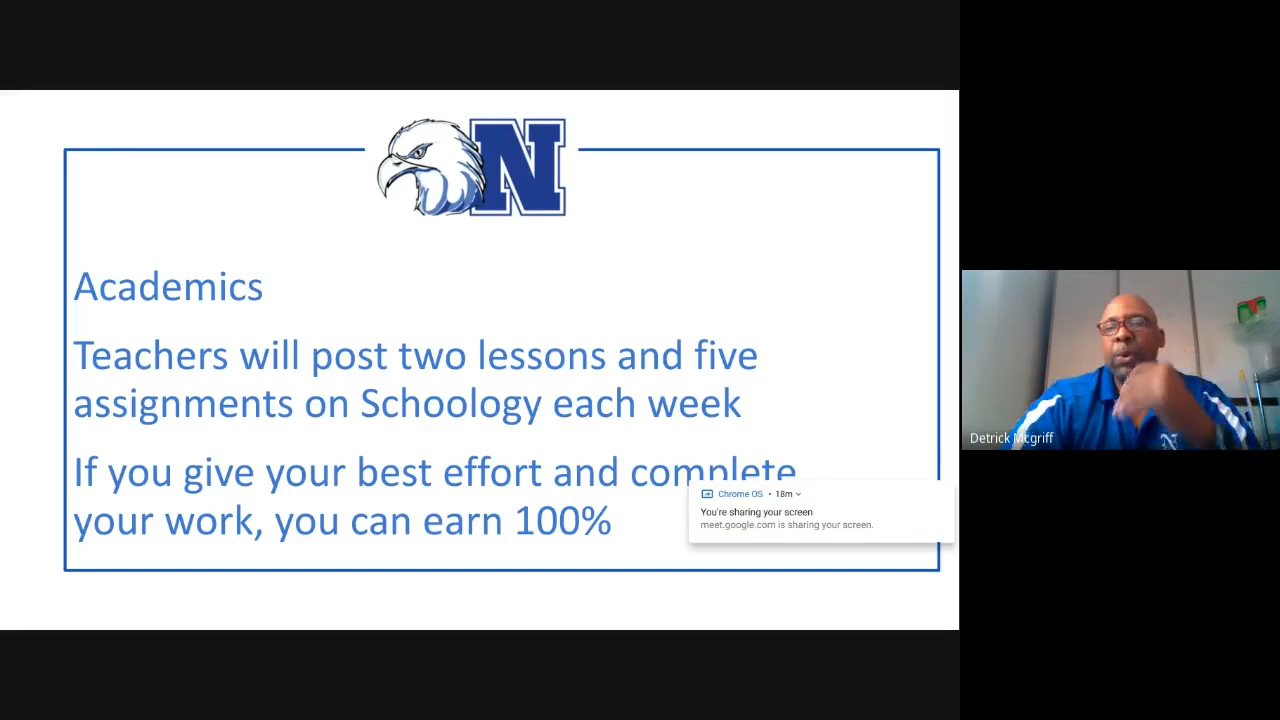 N
Academics
Teachers will post two lessons and five
assignments on Schoology each week
If you give your best effort and complete
your work, you can earn 100%
Chrome OS • 18m
You're sharing your screen
meet.google.com is sharing your screen.
Detrick Mcgriff
N